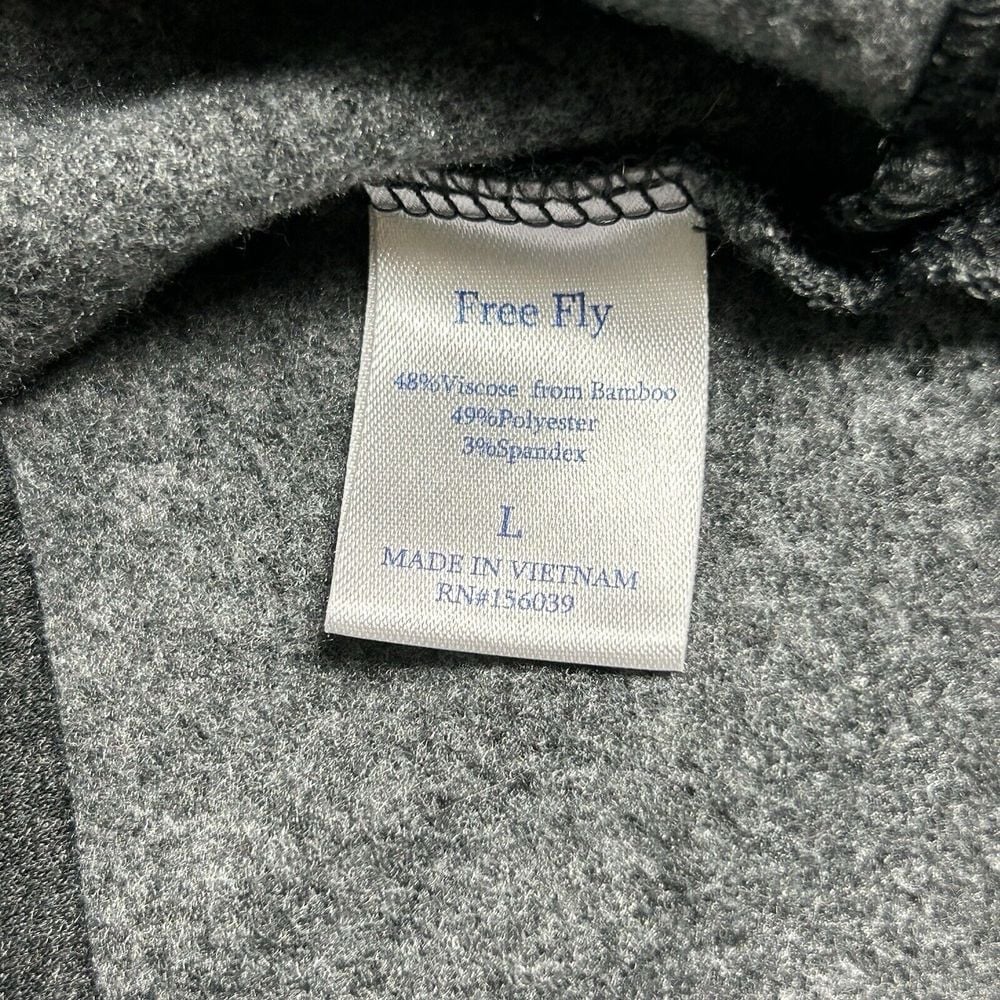 Free Fly
48%Viscose from Bamboo
49%Polyester
3%Spandex
L
MADE IN VIETNAM
RN#156039